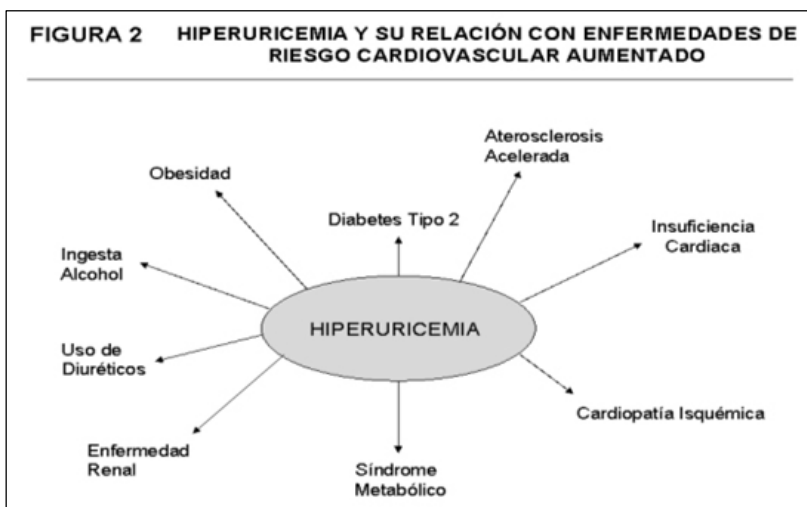 FIGURA 2 HIPERURICEMIA Y SU RELACIÓN CON ENFERMEDADES DE
RIESGO CARDIOVASCULAR AUMENTADO
Aterosclerosis
Acelerada
Obesidad
Diabetes Tipo 2
Insuficiencia
Cardiaca
Ingesta
Alcohol
HIPERURICEMIA
Uso de
Diuréticos
Cardiopatía Isquémica
Enfermedad
Renal
Síndrome
Metabólico